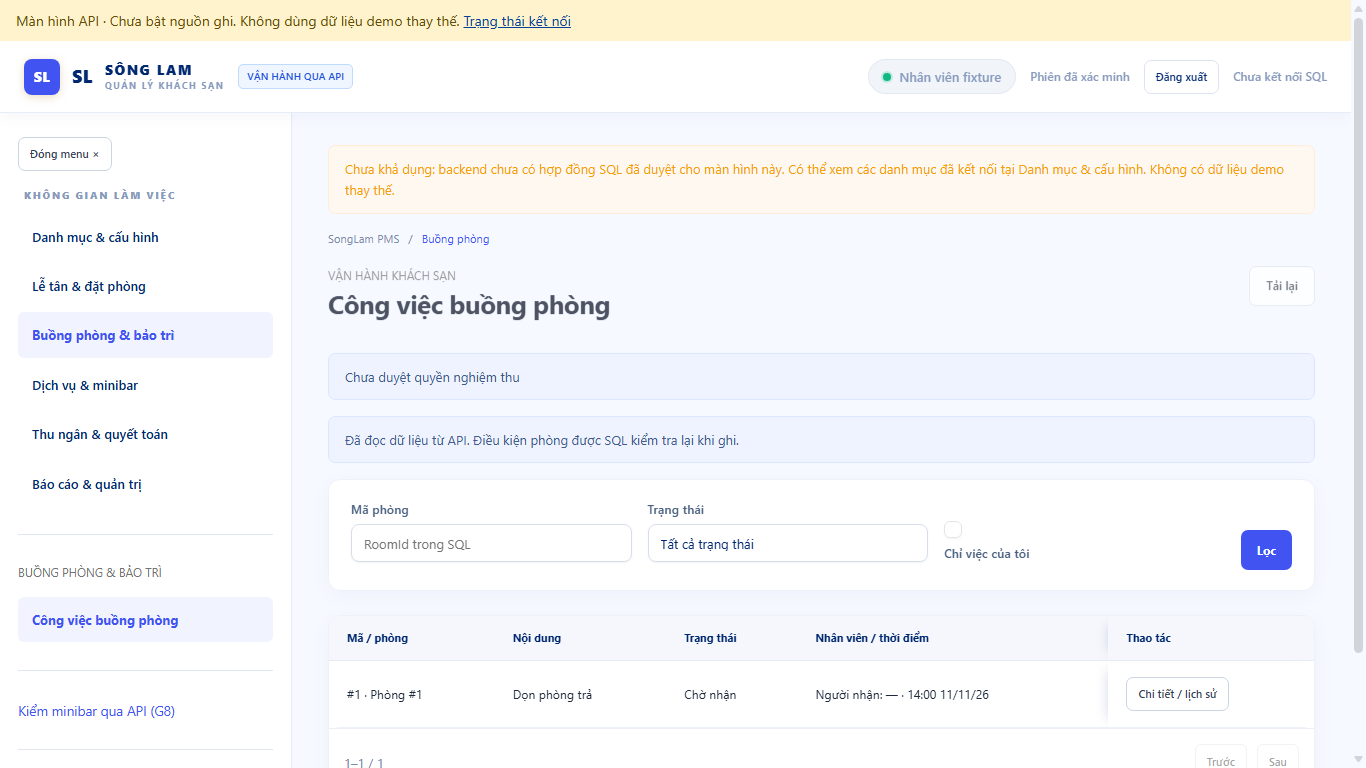 Màn hình API · Chưa bật nguồn ghi. Không dùng dữ liệu demo thay thế. Trạng thái kết nối
SL
SL
SÔNG LAM
QUẢN LÝ KHÁCH SẠN
VẬN HÀNH QUA API
Nhân viên fixture
Phiên đã xác minh
Đăng xuất
Chưa kết nối SQL
Đóng menu ×
KHÔNG GIAN LÀM VIỆC
Danh mục & cấu hình
Lễ tân & đặt phòng
Buồng phòng & bảo trì
Dịch vụ & minibar
Thu ngân & quyết toán
Báo cáo & quản trị
BUỒNG PHÒNG & BẢO TRÌ
Công việc buồng phòng
Kiểm minibar qua API (G8)
Chưa khả dụng: backend chưa có hợp đồng SQL đã duyệt cho màn hình này. Có thể xem các danh mục đã kết nối tại Danh mục & cấu hình. Không có dữ liệu demo
thay thế.
SongLam PMS / Buồng phòng
VẬN HÀNH KHÁCH SẠN
Công việc buồng phòng
Tải lại
Chưa duyệt quyền nghiệm thu
Đã đọc dữ liệu từ API. Điều kiện phòng được SQL kiểm tra lại khi ghi.
Mã phòng
RoomId trong SQL
Trạng thái
Tất cả trạng thái
Chỉ việc của tôi
Lọc
Mã / phòng Nội dung Trạng thái Nhân viên / thời điểm Thao tác
#1 · Phòng #1 Dọn phòng trả Chờ nhận Người nhận: — · 14:00 11/11/26 Chi tiết / lịch sử
1–1 / 1
Trước
Sau